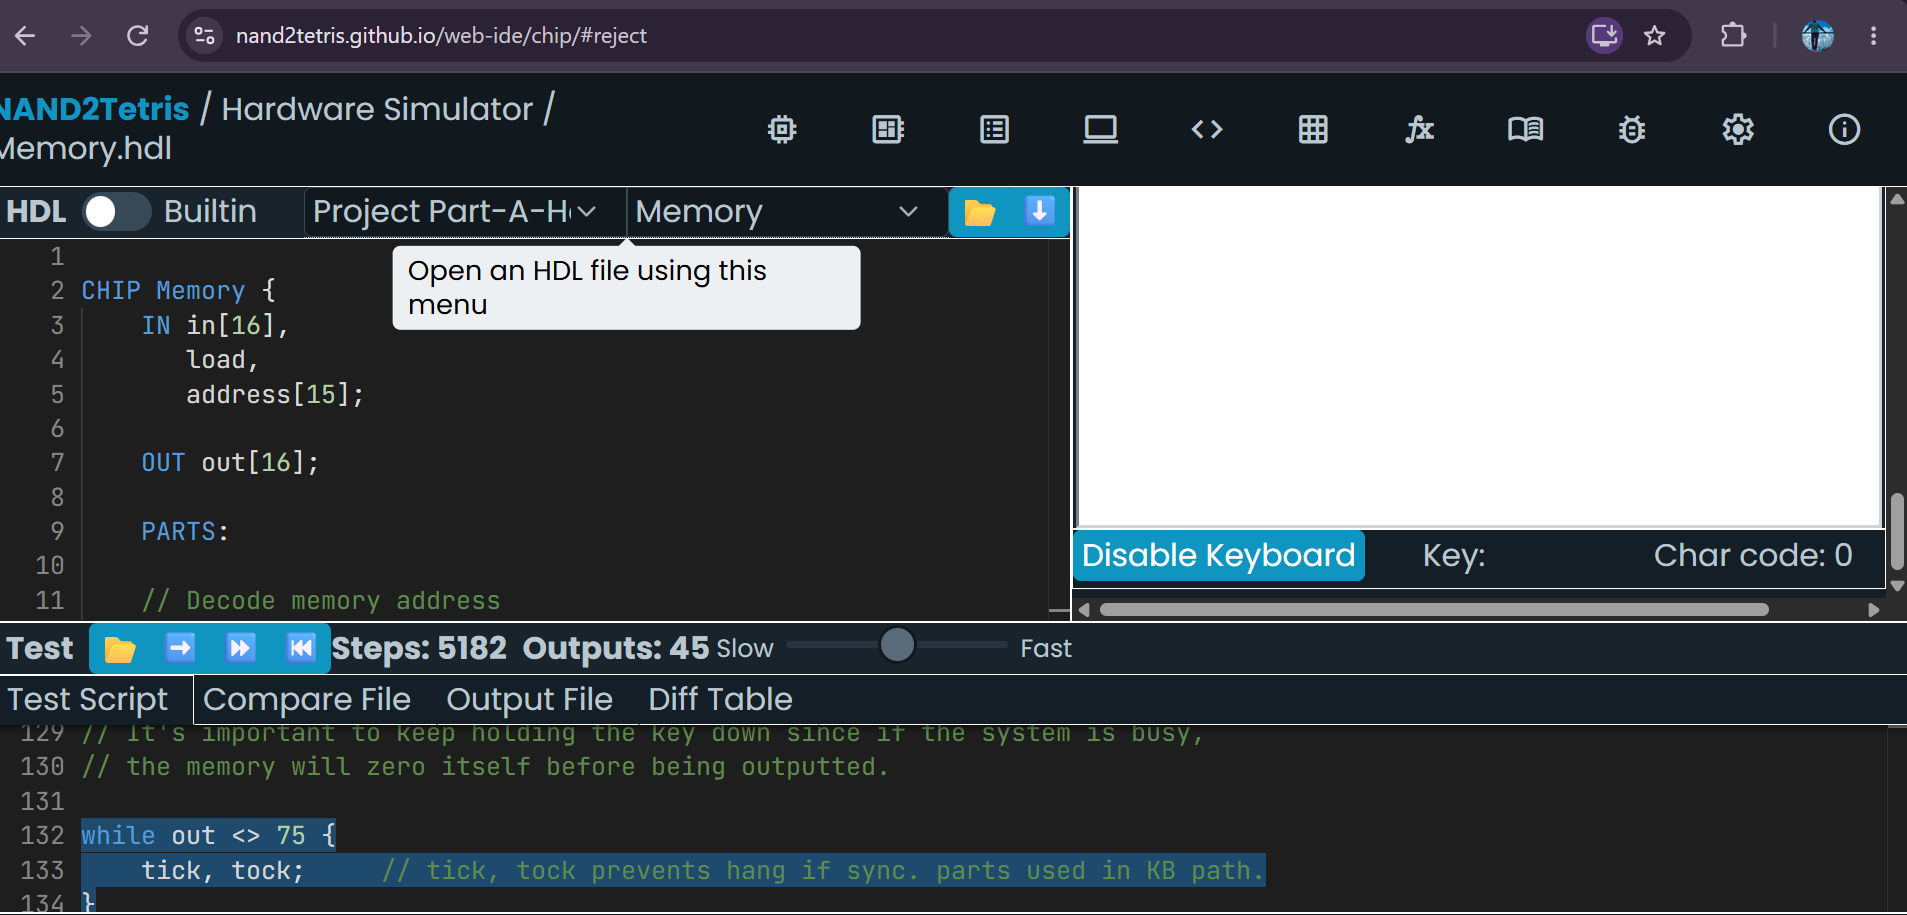 nand2tetris.github.io/web-ide/chip/#reject
NAND2Tetris / Hardware Simulator /
Memory.hdl
HDL Builtin Project Part-A-H Memory
Open an HDL file using this
menu
1
2 CHIP Memory {
3 IN in[16],
4 load,
5 address[15];
6
7 OUT out[16];
8
9 PARTS:
10
11 // Decode memory address
Disable Keyboard Key: Char code: 0
Test Steps: 5182 Outputs: 45 Slow Fast
Test Script Compare File Output File Diff Table
129 // It's important to keep holding the key down since if the system is busy,
130 // the memory will zero itself before being outputted.
131
132 while out <> 75 {
133 tick, tock; // tick, tock prevents hang if sync. parts used in KB path.
134 }